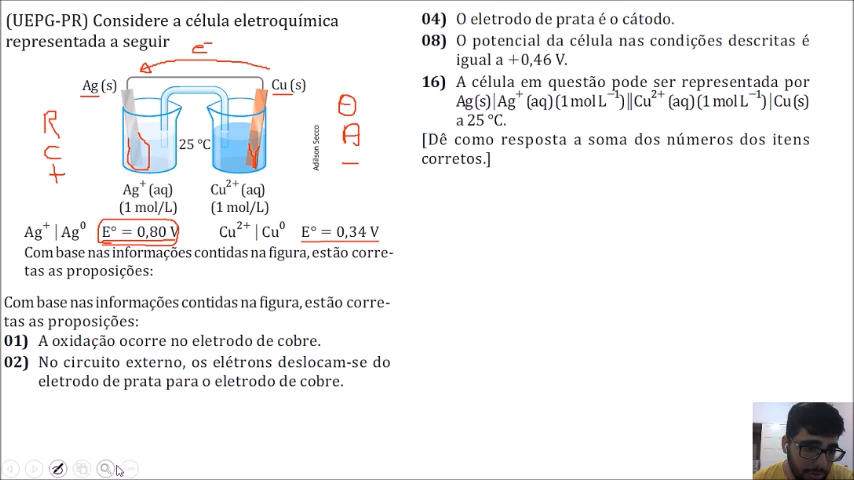 (UEPG-PR) Considere a célula eletroquímica
representada a seguir
e⁻
Ag(s)
Cu(s)
R
C
+
25 °C
Θ
A
−
Adilson Secco
Ag⁺(aq)
(1 mol/L)
Cu²⁺(aq)
(1 mol/L)
Ag⁺ | Ag⁰ E° = 0,80 V Cu²⁺ | Cu⁰ E° = 0,34 V
Com base nas informações contidas na figura, estão corre-
tas as proposições:
Com base nas informações contidas na figura, estão corre-
tas as proposições:
01) A oxidação ocorre no eletrodo de cobre.
02) No circuito externo, os elétrons deslocam-se do
eletrodo de prata para o eletrodo de cobre.
04) O eletrodo de prata é o cátodo.
08) O potencial da célula nas condições descritas é
igual a +0,46 V.
16) A célula em questão pode ser representada por
Ag(s)|Ag⁺(aq)(1 mol L⁻¹)‖Cu²⁺(aq)(1 mol L⁻¹)|Cu(s)
a 25 °C.
[Dê como resposta a soma dos números dos itens
corretos.]